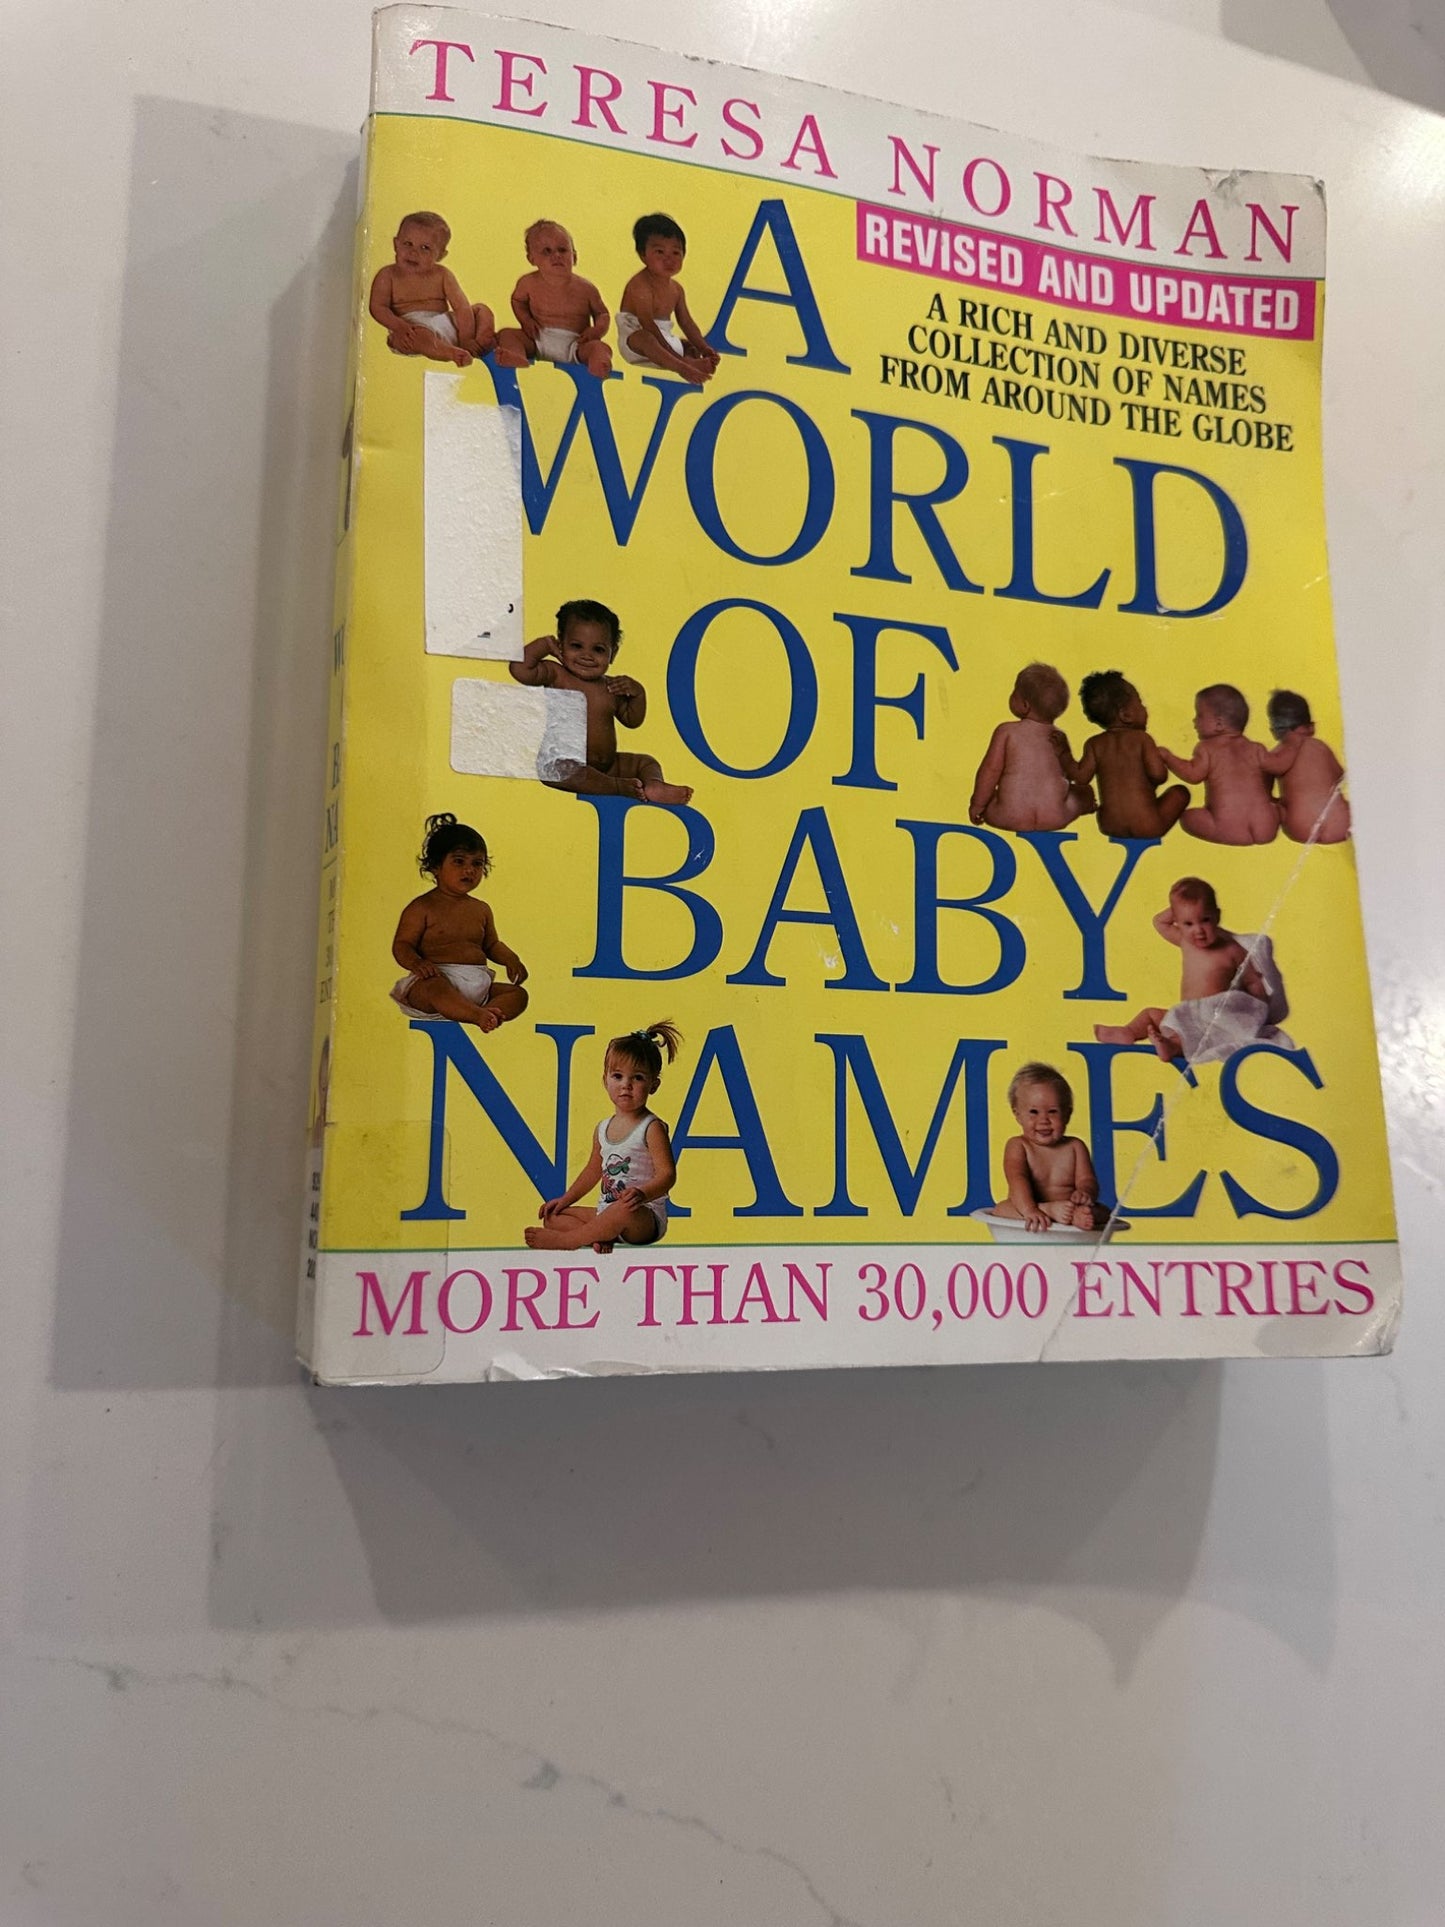 TERESA NORMAN
REVISED AND UPDATED
A RICH AND DIVERSE
COLLECTION OF NAMES
FROM AROUND THE GLOBE
A
WORLD
OF
BABY
NAMES
MORE THAN 30,000 ENTRIES